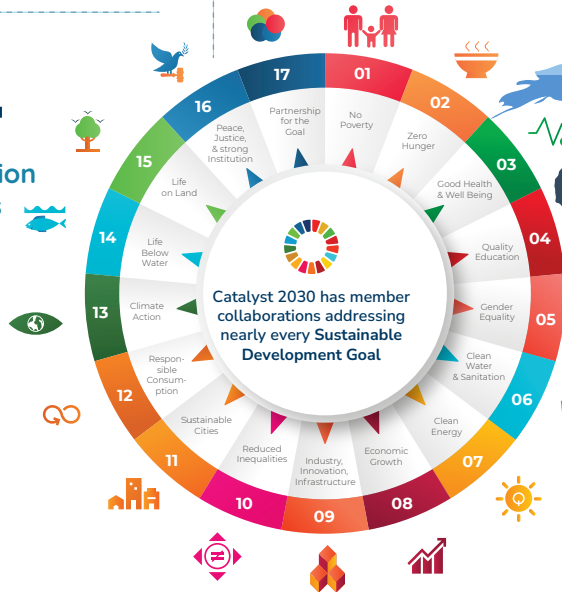 ion
17
01
02
03
04
05
06
07
08
09
10
11
12
13
14
15
16
Partnership
for the
Goal
No
Poverty
Zero
Hunger
Good Health
& Well Being
Quality
Education
Gender
Equality
Clean
Water
& Sanitation
Clean
Energy
Economic
Growth
Industry,
Innovation,
Infrastructure
Reduced
Inequalities
Sustainable
Cities
Respon-
sible
Consum-
ption
Climate
Action
Life
Below
Water
Life
on Land
Peace,
Justice,
& strong
Institution
Catalyst 2030 has member
collaborations addressing
nearly every Sustainable
Development Goal